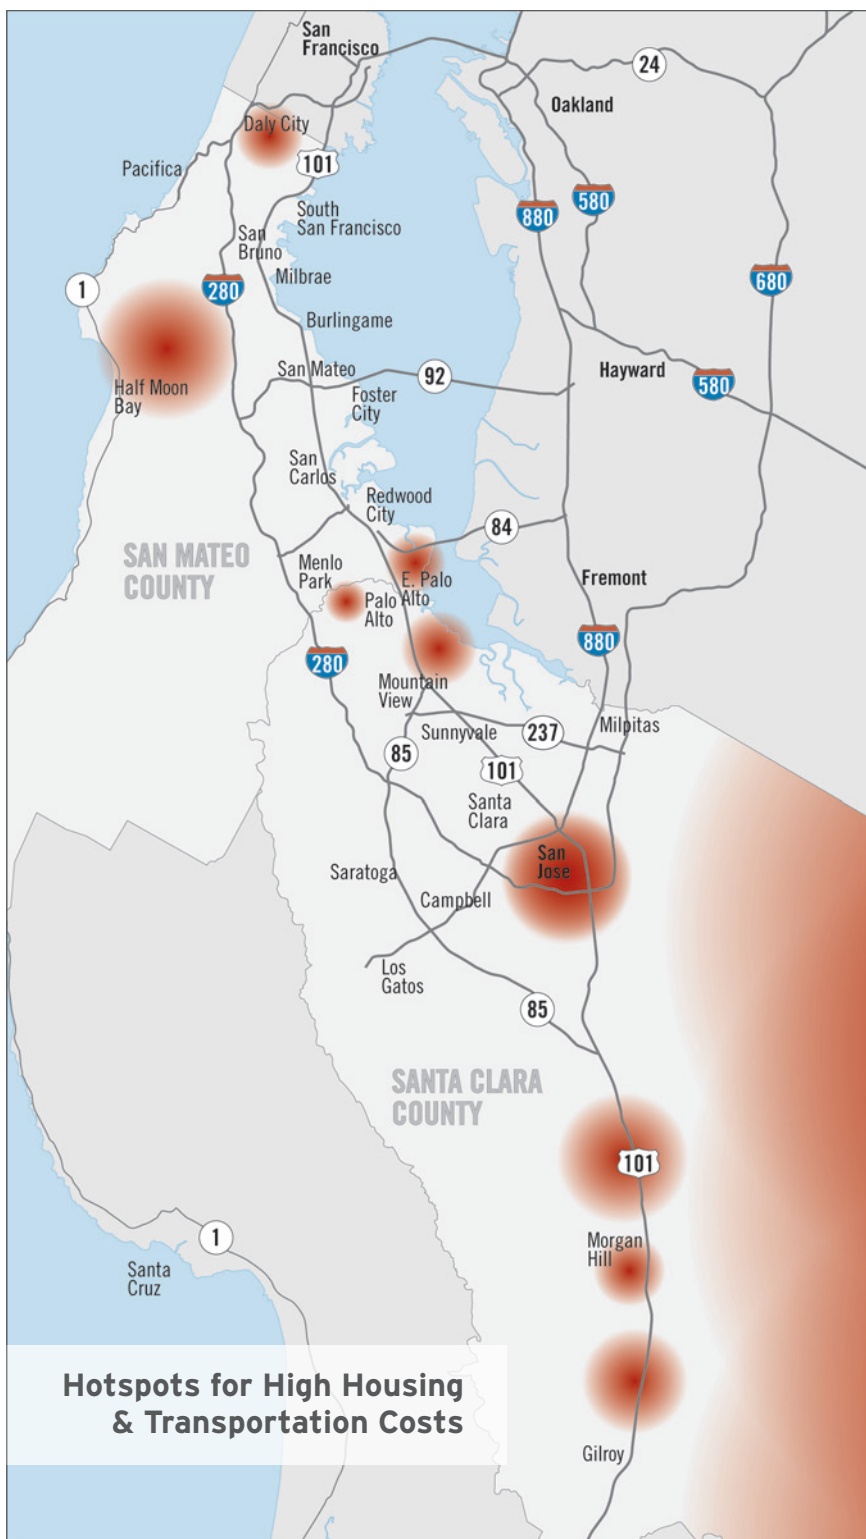 San
Francisco
24
Oakland
Daly City
101
Pacifica
580
880
South
San Francisco
San
Bruno
Milbrae
280
680
1
Burlingame
San Mateo
92
Hayward
580
Half Moon
Bay
Foster
City
San
Carlos
Redwood
City
84
SAN MATEO
COUNTY
Menlo
Park
E. Palo
Alto
Fremont
Palo
Alto
880
280
Mountain
View
Sunnyvale
237
Milpitas
85
101
Santa
Clara
San
Jose
Saratoga
Campbell
Los
Gatos
85
SANTA CLARA
COUNTY
101
1
Morgan
Hill
Santa
Cruz
Hotspots for High Housing
& Transportation Costs
Gilroy